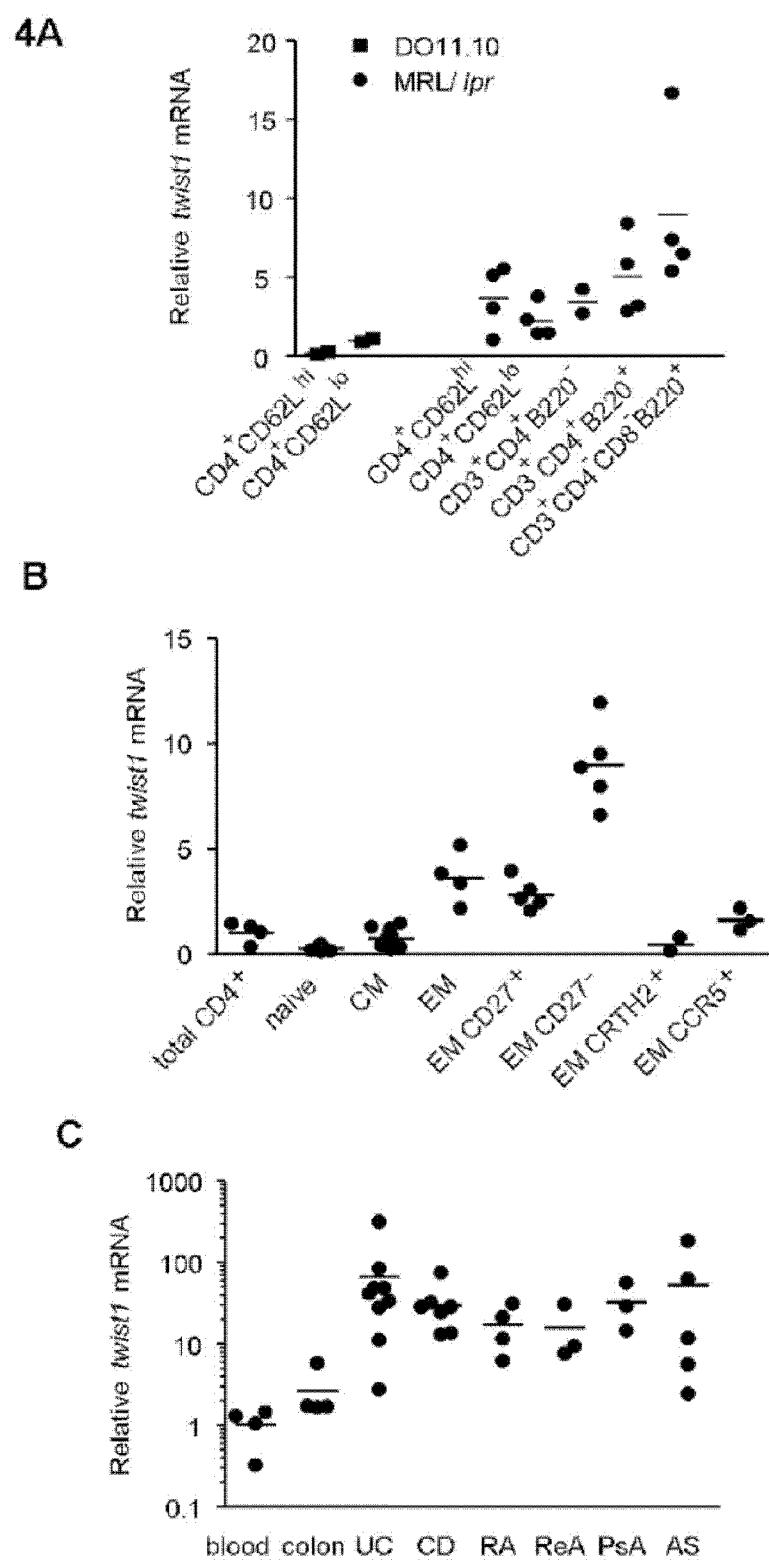 4A
20
15
10
5
0
Relative twist1 mRNA
DO11.10
MRL/ lpr
CD4+CD62Lhi
CD4+CD62Llo
CD4+CD62Lhi
CD4+CD62Llo
CD3+CD4+B220-
CD3+CD4+B220+
CD3+CD4-CD8-B220+
B
15
10
5
0
Relative twist1 mRNA
total CD4+
naive
CM
EM
EM CD27+
EM CD27-
EM CRTH2+
EM CCR5+
C
1000
100
10
1
0.1
Relative twist1 mRNA
blood colon UC CD RA ReA PsA AS